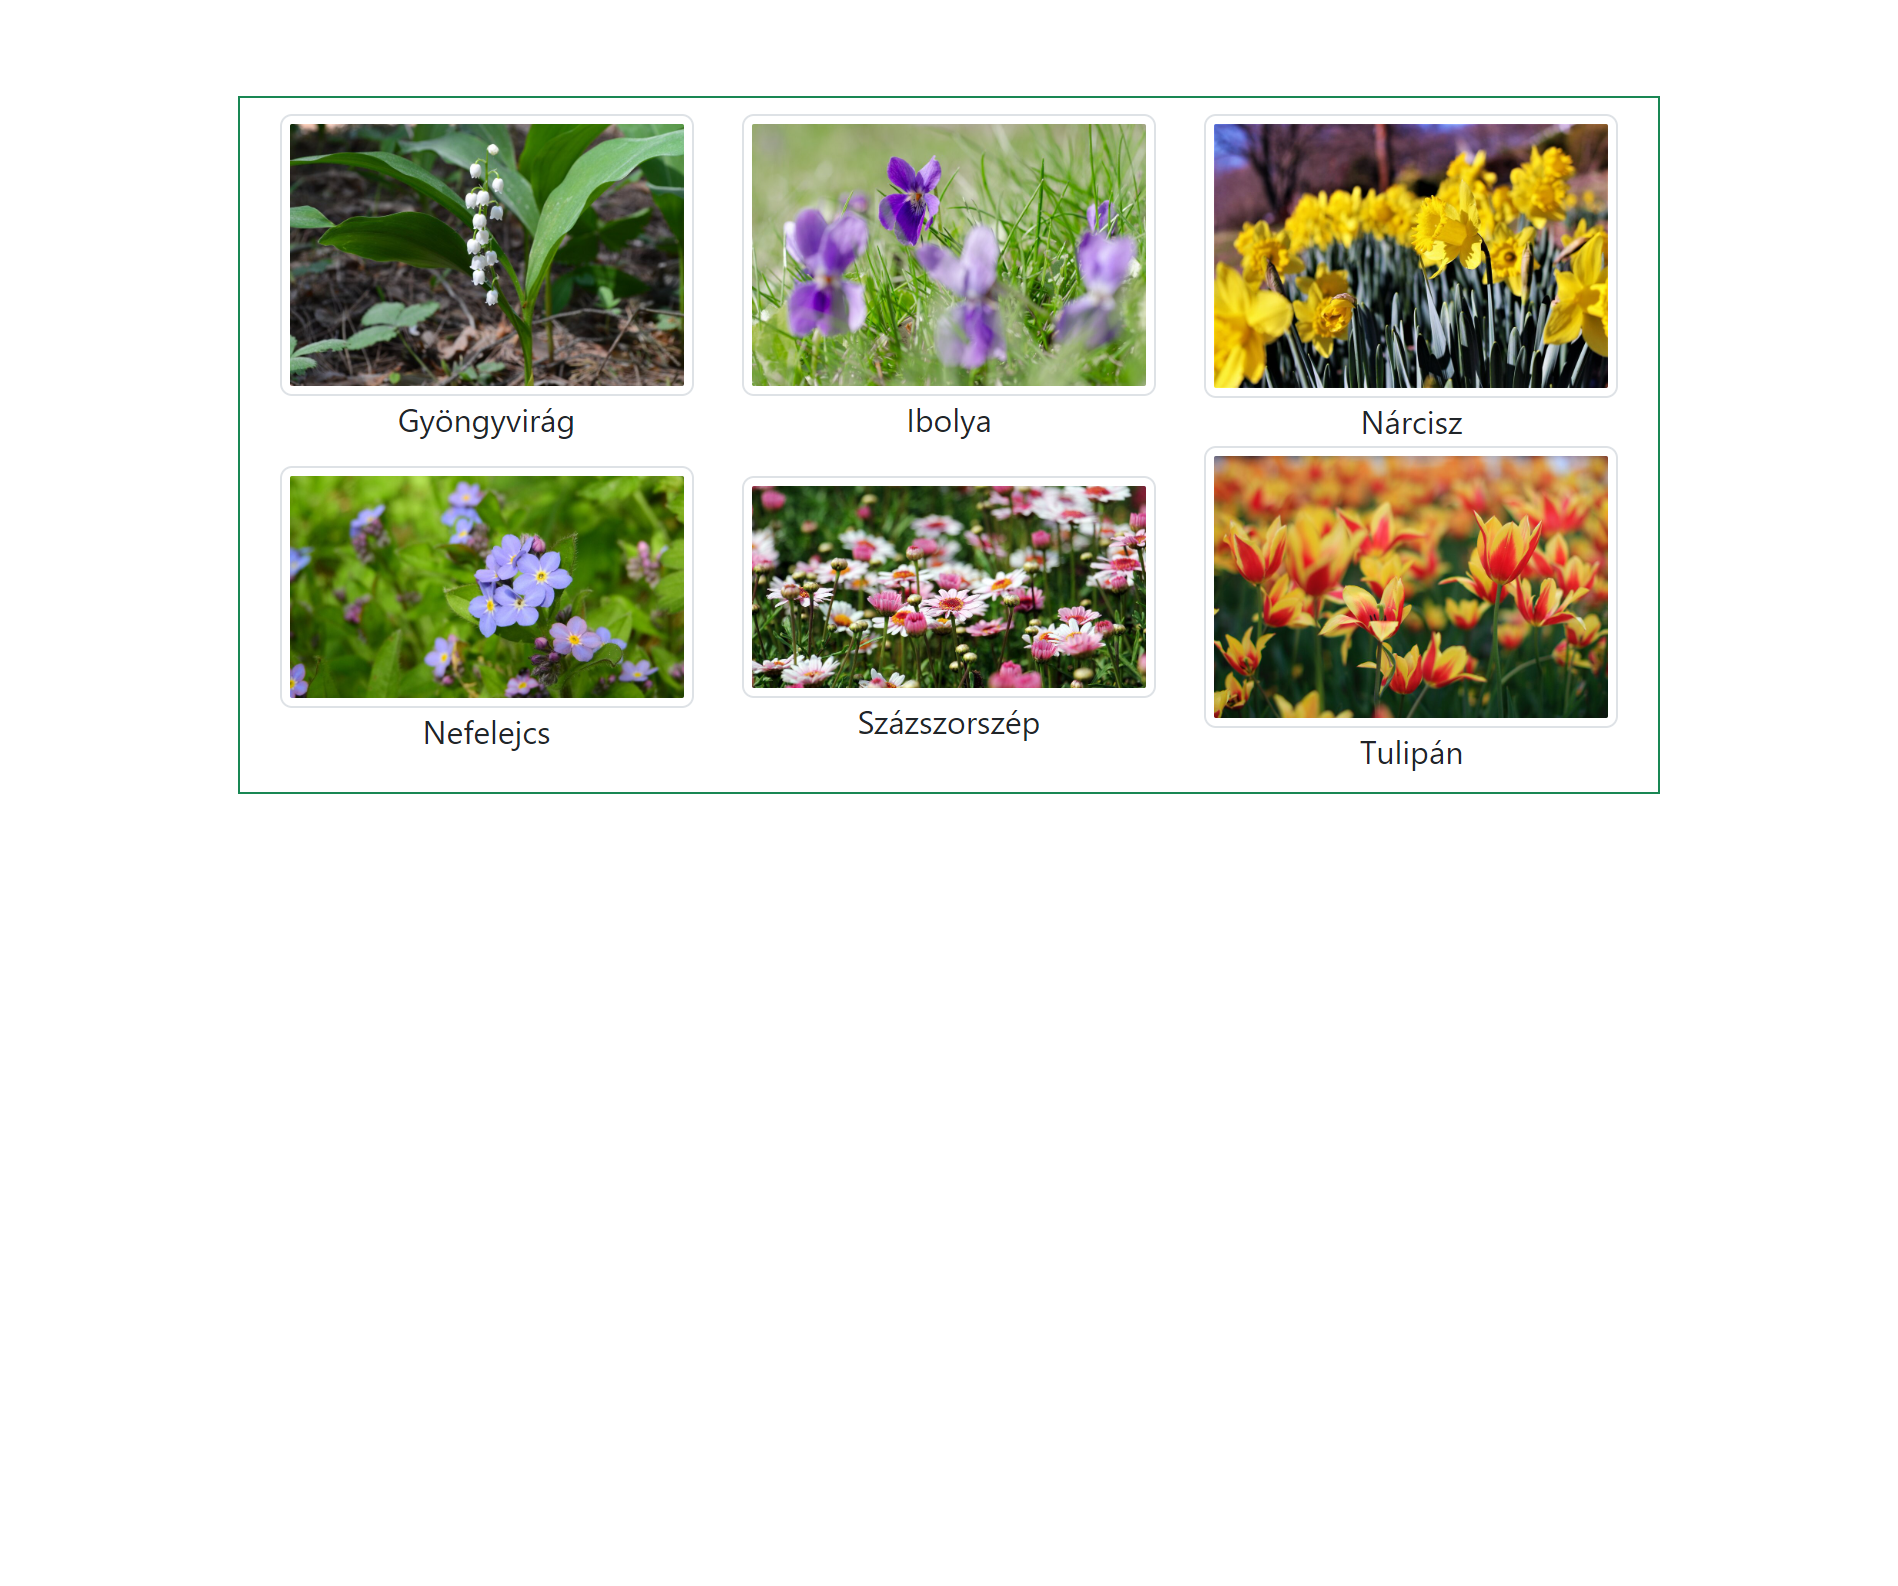 Gyöngyvirág
Ibolya
Nárcisz
Nefelejcs
Százszorszép
Tulipán